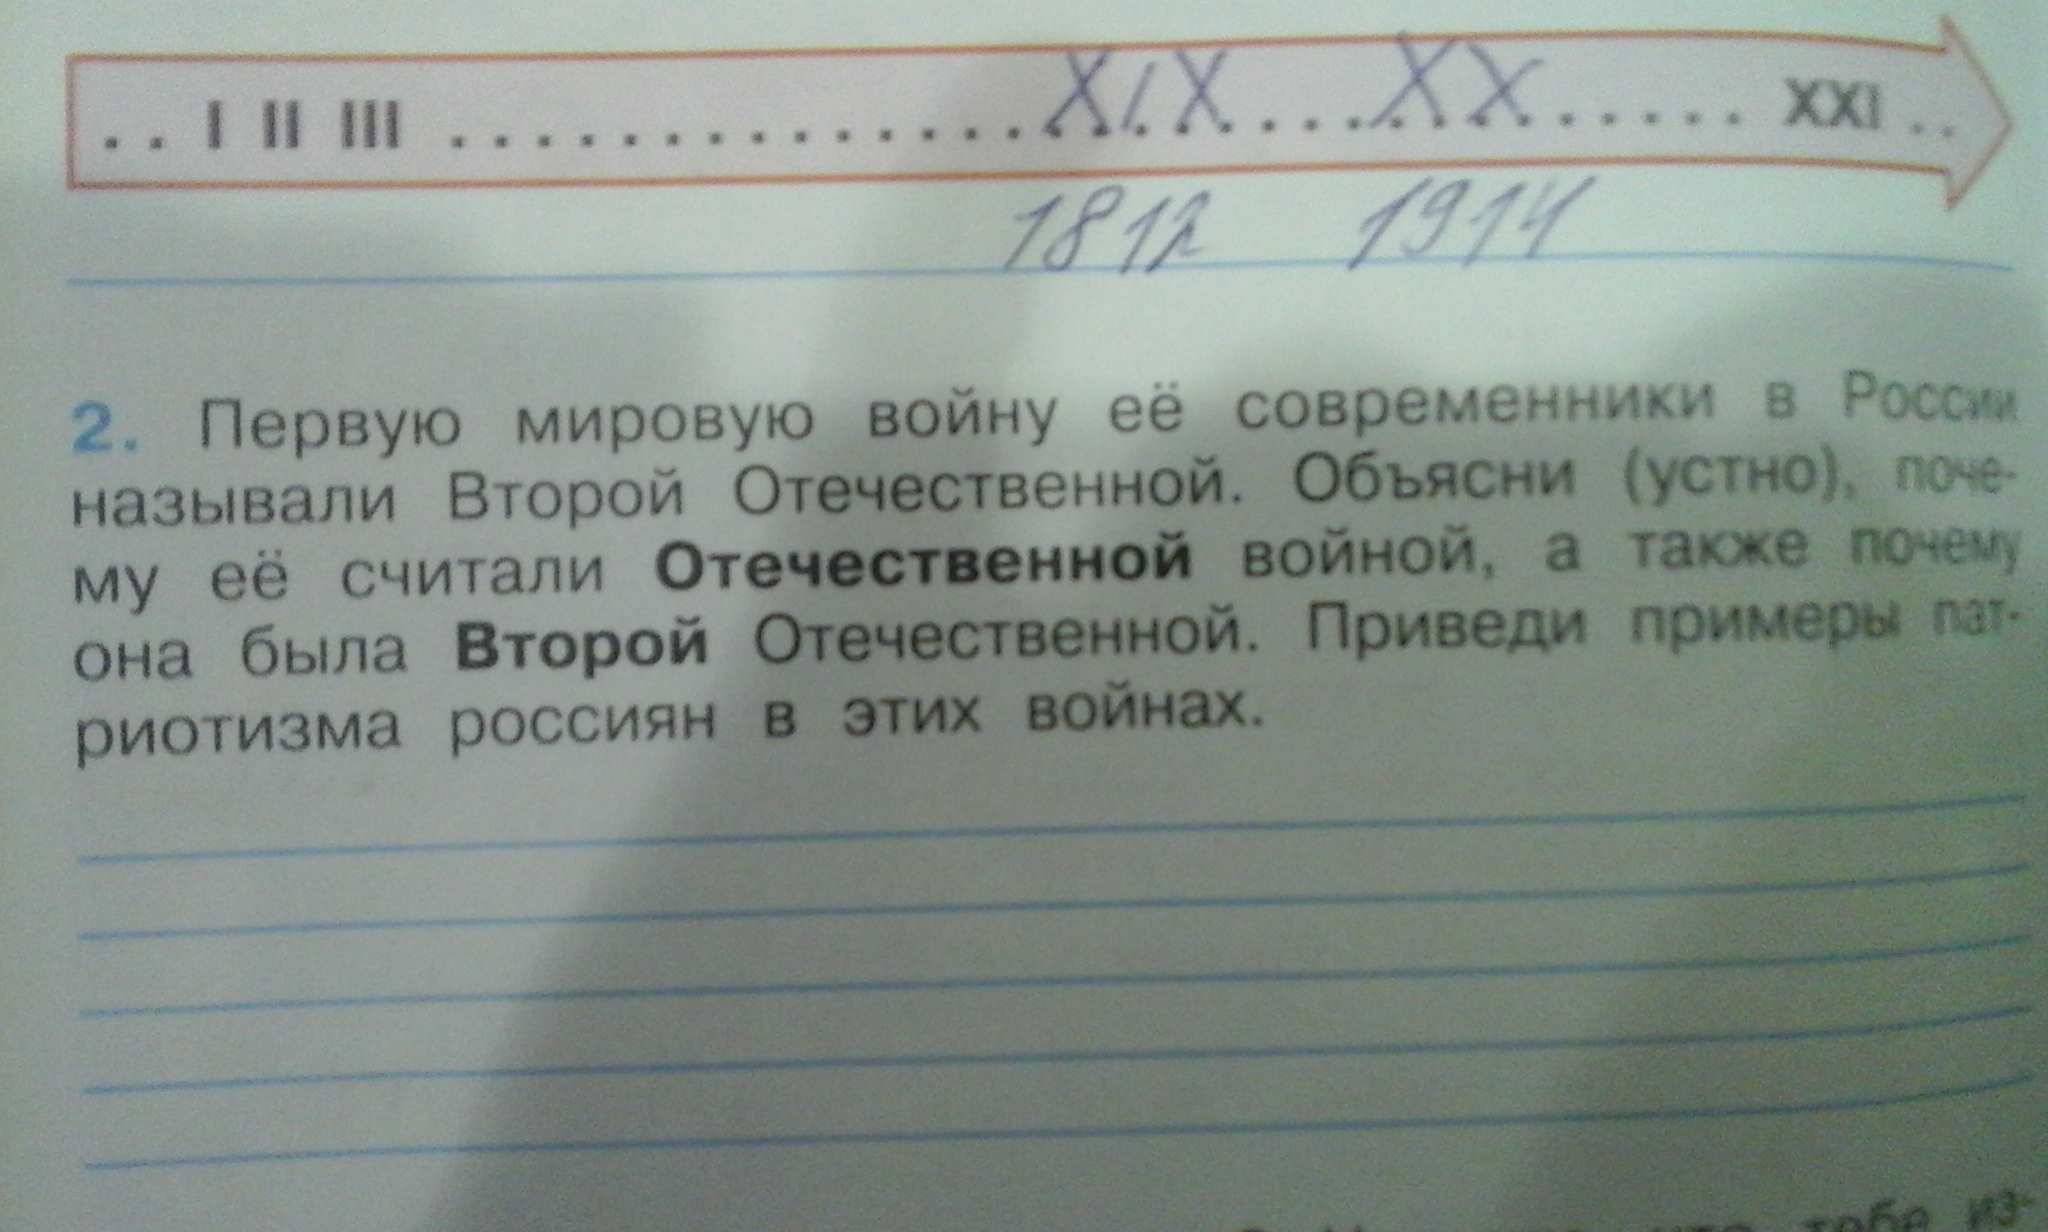 . . I II III . . . . . . . . . . . . . . XIX . . . . XX . . . . . XXI . .
1812 1914
2. Первую мировую войну её современники в России
называли Второй Отечественной. Объясни (устно), поче-
му её считали Отечественной войной, а также почему
она была Второй Отечественной. Приведи примеры пат-
риотизма россиян в этих войнах.
тебе из-